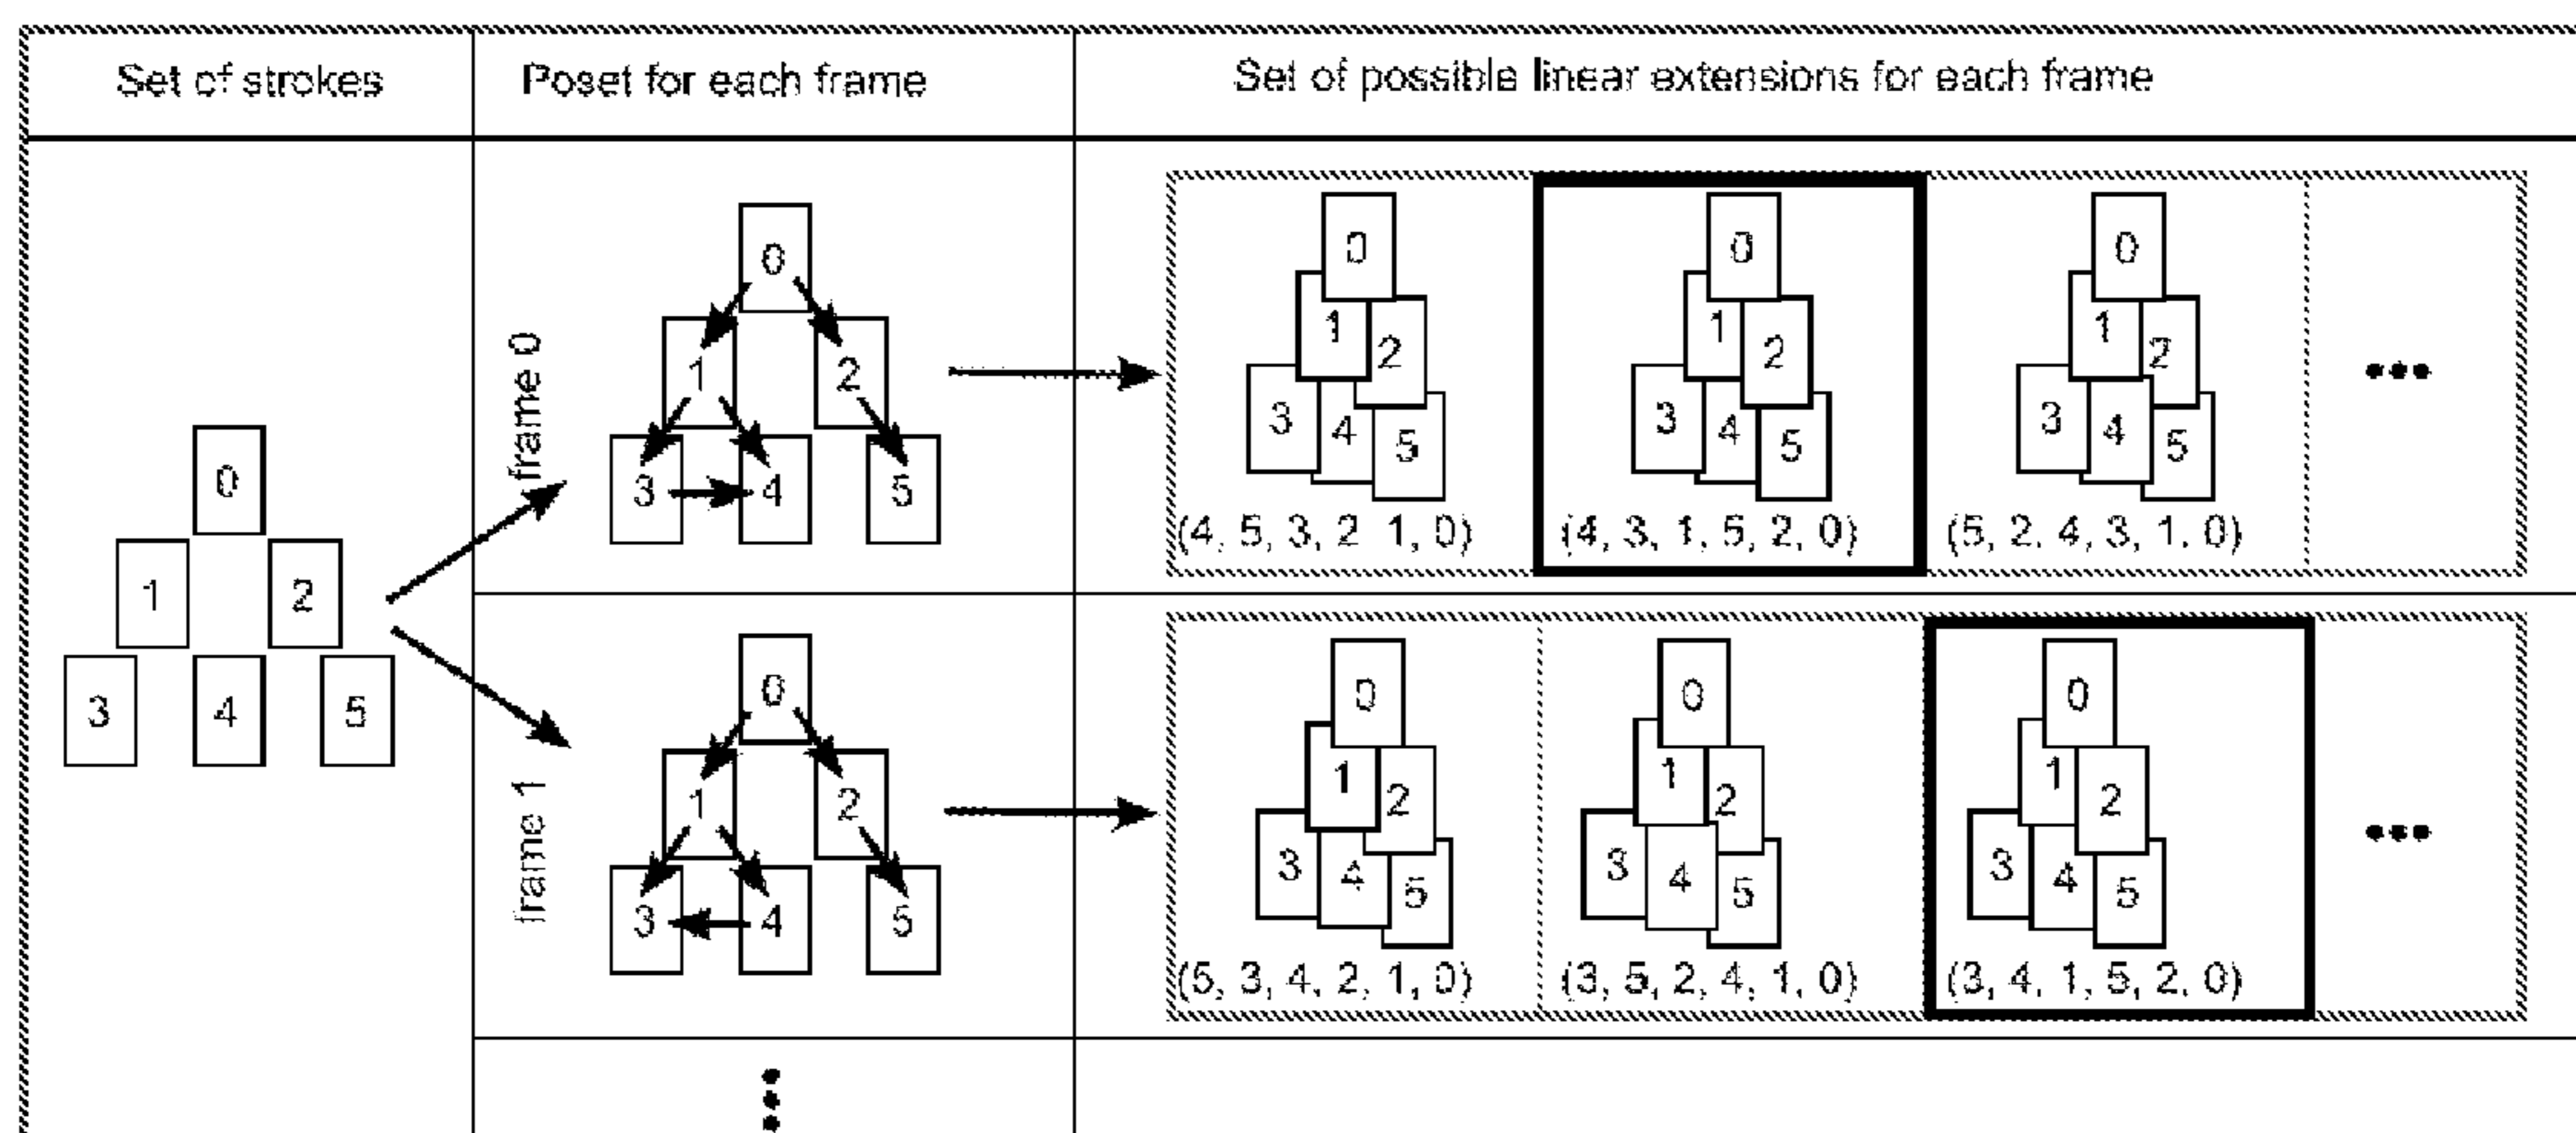 Set of strokes
Poset for each frame
Set of possible linear extensions for each frame
0
1 2
3 4 5
frame 0
0
1 2
3 4 5
0
1
2
3 4 5
(4, 5, 3, 2 1, 0)
0
1
2
3 4 5
(4, 3, 1, 5, 2, 0)
0
1
2
3 4 5
(5, 2, 4, 3, 1, 0)
•••
frame 1
0
1 2
3 4 5
0
1
2
3 4 5
(5, 3, 4, 2, 1, 0)
0
1
2
3 4 5
(3, 5, 2, 4, 1, 0)
0
1
2
3 4 5
(3, 4, 1, 5, 2, 0)
•••